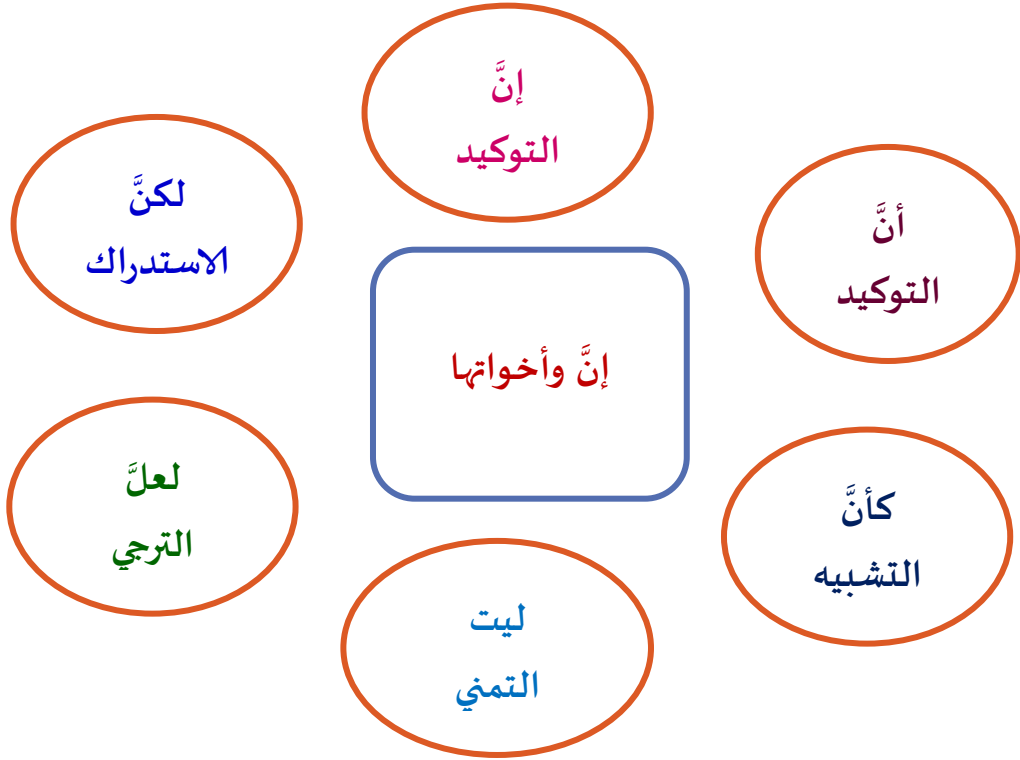 إنَّ
التوكيد
أنَّ
التوكيد
لكنَّ
الاستدراك
إنَّ وأخواتها
كأنَّ
التشبيه
لعلَّ
الترجي
ليت
التمني